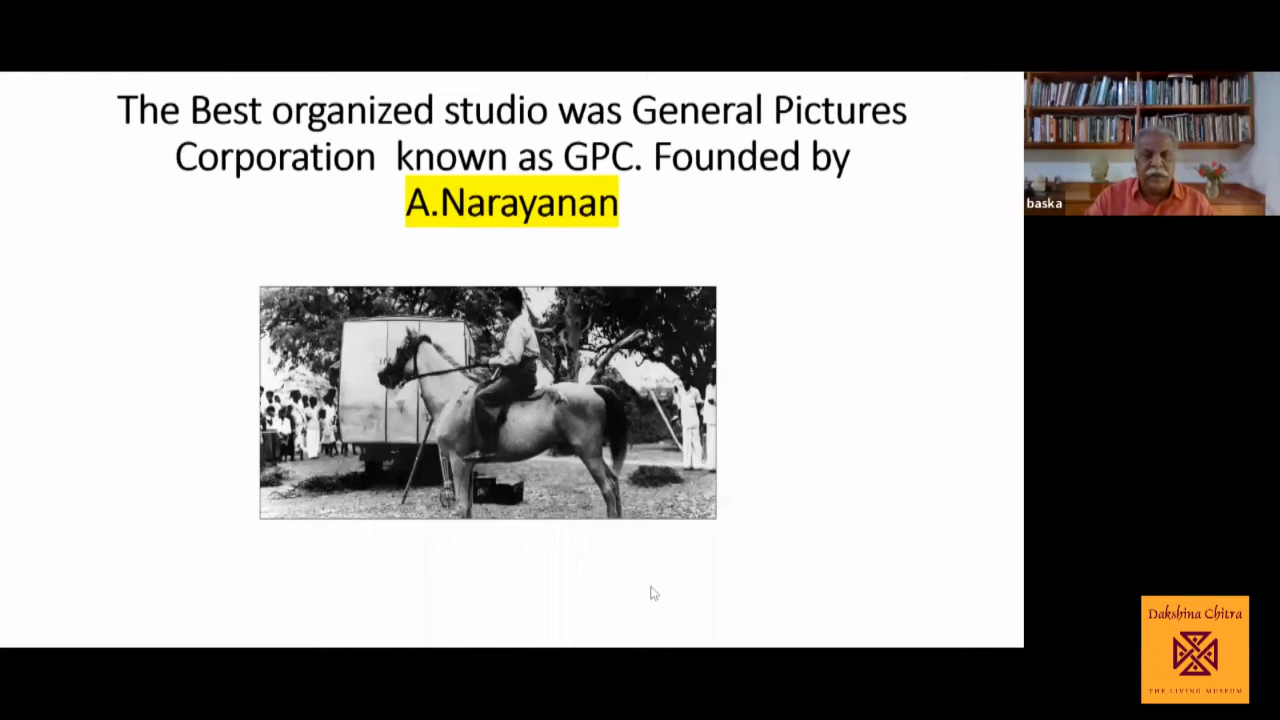 The Best organized studio was General Pictures
Corporation known as GPC. Founded by
A.Narayanan
baska
Dakshina Chitra
THE LIVING MUSEUM